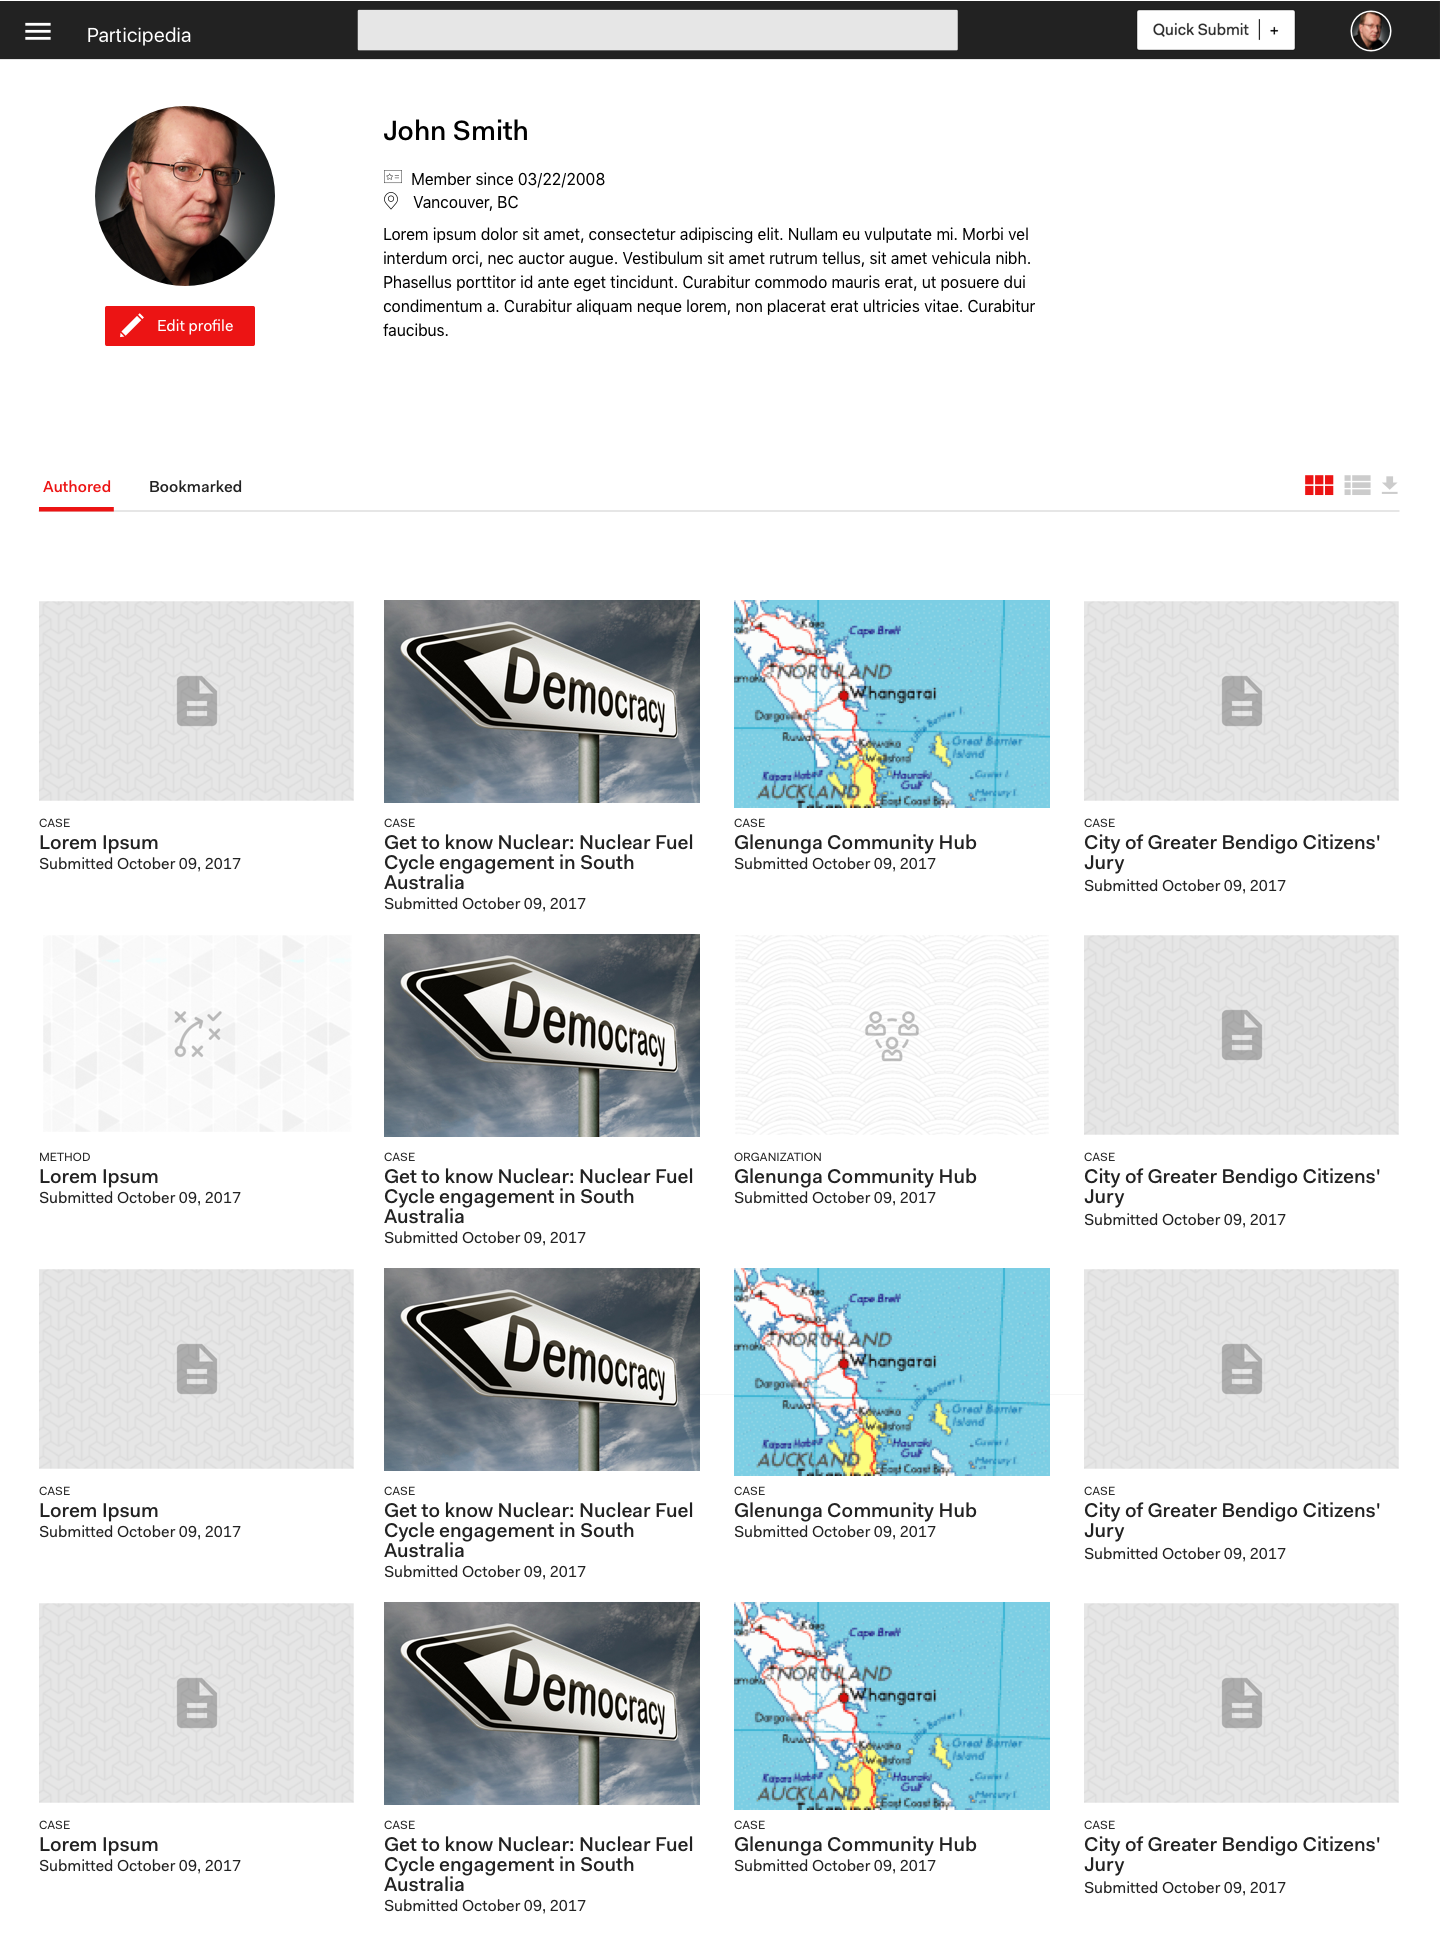 Participedia
Quick Submit | +
John Smith
Member since 03/22/2008
Vancouver, BC
Lorem ipsum dolor sit amet, consectetur adipiscing elit. Nullam eu vulputate mi. Morbi vel
interdum orci, nec auctor augue. Vestibulum sit amet rutrum tellus, sit amet vehicula nibh.
Phasellus porttitor id ante eget tincidunt. Curabitur commodo mauris erat, ut posuere dui
condimentum a. Curabitur aliquam neque lorem, non placerat erat ultricies vitae. Curabitur
faucibus.
Edit profile
Authored
Bookmarked
CASE
Lorem Ipsum
Submitted October 09, 2017
Democracy
CASE
Get to know Nuclear: Nuclear Fuel
Cycle engagement in South
Australia
Submitted October 09, 2017
Cape Brett
NORTHLAND
Whangarai
Great Barrier
Island
Hauraki
Gulf
AUCKLAND
East Coast Bays
CASE
Glenunga Community Hub
Submitted October 09, 2017
CASE
City of Greater Bendigo Citizens'
Jury
Submitted October 09, 2017
METHOD
Lorem Ipsum
Submitted October 09, 2017
Democracy
CASE
Get to know Nuclear: Nuclear Fuel
Cycle engagement in South
Australia
Submitted October 09, 2017
ORGANIZATION
Glenunga Community Hub
Submitted October 09, 2017
CASE
City of Greater Bendigo Citizens'
Jury
Submitted October 09, 2017
CASE
Lorem Ipsum
Submitted October 09, 2017
Democracy
CASE
Get to know Nuclear: Nuclear Fuel
Cycle engagement in South
Australia
Submitted October 09, 2017
Cape Brett
NORTHLAND
Whangarai
Great Barrier
Island
Hauraki
Gulf
AUCKLAND
East Coast Bays
CASE
Glenunga Community Hub
Submitted October 09, 2017
CASE
City of Greater Bendigo Citizens'
Jury
Submitted October 09, 2017
CASE
Lorem Ipsum
Submitted October 09, 2017
Democracy
CASE
Get to know Nuclear: Nuclear Fuel
Cycle engagement in South
Australia
Submitted October 09, 2017
Cape Brett
NORTHLAND
Whangarai
Great Barrier
Island
Hauraki
Gulf
AUCKLAND
East Coast Bays
CASE
Glenunga Community Hub
Submitted October 09, 2017
CASE
City of Greater Bendigo Citizens'
Jury
Submitted October 09, 2017